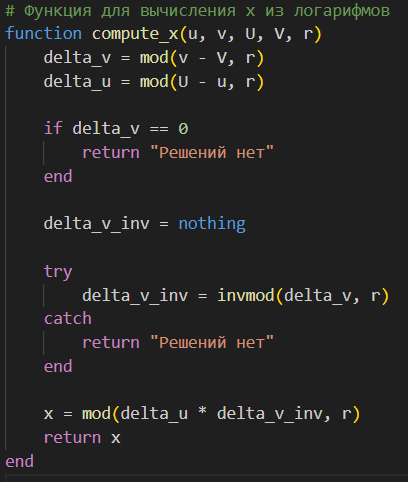 # Функция для вычисления x из логарифмов
function compute_x(u, v, U, V, r)
    delta_v = mod(v - V, r)
    delta_u = mod(U - u, r)

    if delta_v == 0
        return "Решений нет"
    end

    delta_v_inv = nothing

    try
        delta_v_inv = invmod(delta_v, r)
    catch
        return "Решений нет"
    end

    x = mod(delta_u * delta_v_inv, r)
    return x
end